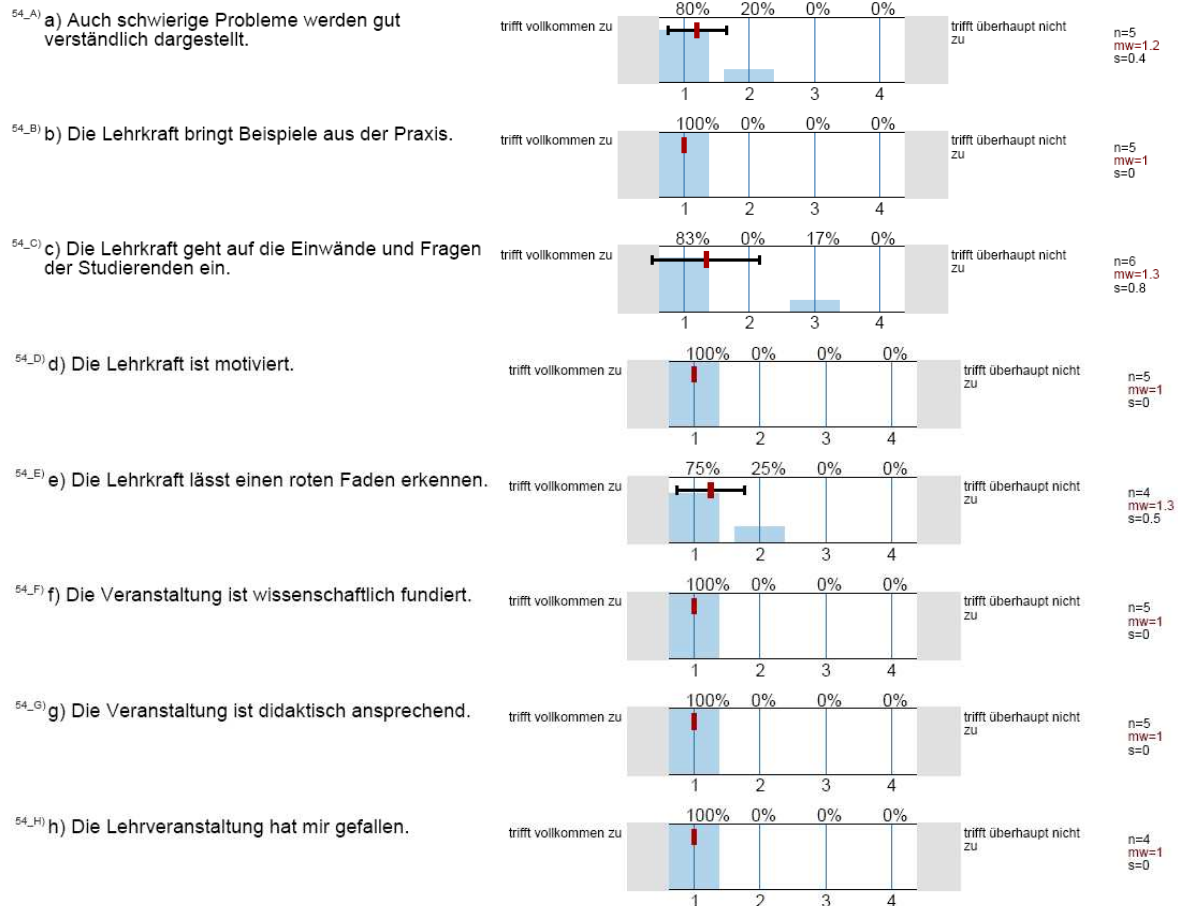 54_A) a) Auch schwierige Probleme werden gut
verständlich dargestellt.
trifft vollkommen zu
80% 20% 0% 0%
1 2 3 4
trifft überhaupt nicht
zu
n=5
mw=1.2
s=0.4
54_B) b) Die Lehrkraft bringt Beispiele aus der Praxis.
trifft vollkommen zu
100% 0% 0% 0%
1 2 3 4
trifft überhaupt nicht
zu
n=5
mw=1
s=0
54_C) c) Die Lehrkraft geht auf die Einwände und Fragen
der Studierenden ein.
trifft vollkommen zu
83% 0% 17% 0%
1 2 3 4
trifft überhaupt nicht
zu
n=6
mw=1.3
s=0.8
54_D) d) Die Lehrkraft ist motiviert.
trifft vollkommen zu
100% 0% 0% 0%
1 2 3 4
trifft überhaupt nicht
zu
n=5
mw=1
s=0
54_E) e) Die Lehrkraft lässt einen roten Faden erkennen.
trifft vollkommen zu
75% 25% 0% 0%
1 2 3 4
trifft überhaupt nicht
zu
n=4
mw=1.3
s=0.5
54_F) f) Die Veranstaltung ist wissenschaftlich fundiert.
trifft vollkommen zu
100% 0% 0% 0%
1 2 3 4
trifft überhaupt nicht
zu
n=5
mw=1
s=0
54_G) g) Die Veranstaltung ist didaktisch ansprechend.
trifft vollkommen zu
100% 0% 0% 0%
1 2 3 4
trifft überhaupt nicht
zu
n=5
mw=1
s=0
54_H) h) Die Lehrveranstaltung hat mir gefallen.
trifft vollkommen zu
100% 0% 0% 0%
1 2 3 4
trifft überhaupt nicht
zu
n=4
mw=1
s=0